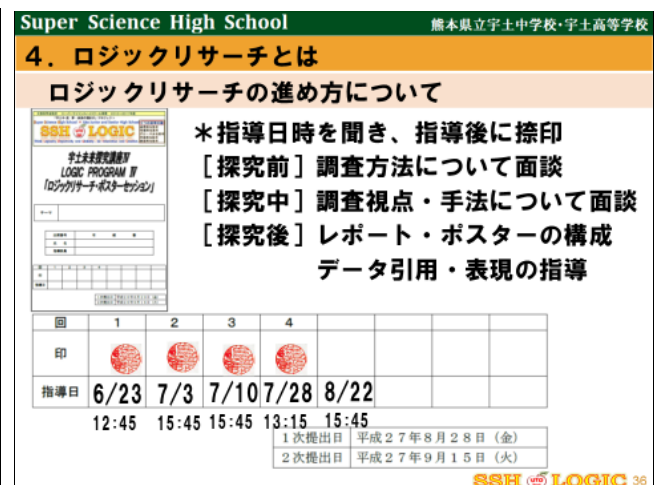 Super Science High School
熊本県立宇土中学校・宇土高等学校
4．ロジックリサーチとは
ロジックリサーチの進め方について
SSH LOGIC
宇土未来探究講座Ⅳ
LOGIC PROGRAM Ⅳ
「ロジックリサーチ・ポスターセッション」
＊指導日時を聞き、指導後に捺印
［探究前］調査方法について面談
［探究中］調査視点・手法について面談
［探究後］レポート・ポスターの構成
データ引用・表現の指導
回 1 2 3 4
印
指導日 6/23 7/3 7/10 7/28 8/22
12:45 15:45 15:45 13:15 15:45
1次提出日 平成27年8月28日（金）
2次提出日 平成27年9月15日（火）
SSH UTO LOGIC 36